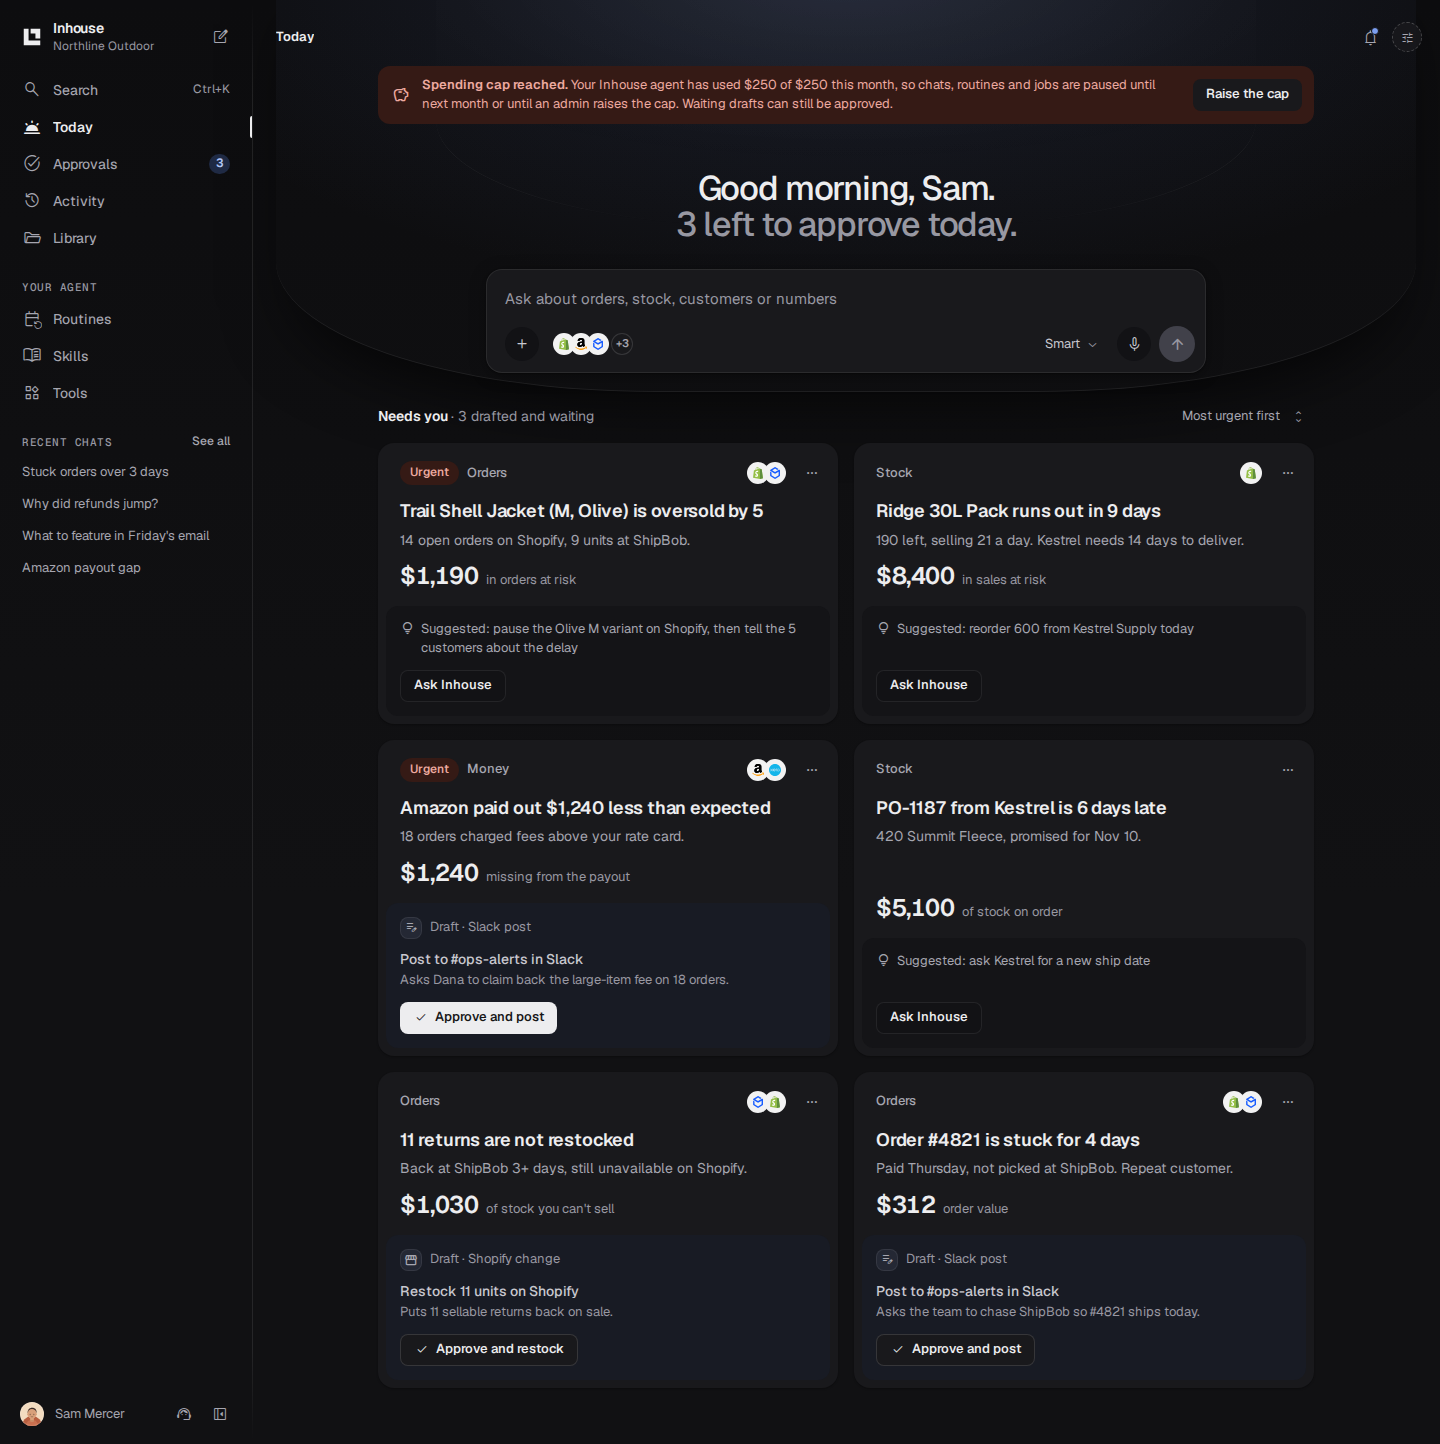 Inhouse
Northline Outdoor
Search
Ctrl+K
Today
Approvals
3
Activity
Library
YOUR AGENT
Routines
Skills
Tools
RECENT CHATS
See all
Stuck orders over 3 days
Why did refunds jump?
What to feature in Friday's email
Amazon payout gap
Sam Mercer
Today
Spending cap reached. Your Inhouse agent has used $250 of $250 this month, so chats, routines and jobs are paused until
next month or until an admin raises the cap. Waiting drafts can still be approved.
Raise the cap
Good morning, Sam.
3 left to approve today.
Ask about orders, stock, customers or numbers
+3
Smart
Needs you · 3 drafted and waiting
Most urgent first
Urgent
Orders
Trail Shell Jacket (M, Olive) is oversold by 5
14 open orders on Shopify, 9 units at ShipBob.
$1,190 in orders at risk
Suggested: pause the Olive M variant on Shopify, then tell the 5
customers about the delay
Ask Inhouse
Stock
Ridge 30L Pack runs out in 9 days
190 left, selling 21 a day. Kestrel needs 14 days to deliver.
$8,400 in sales at risk
Suggested: reorder 600 from Kestrel Supply today
Ask Inhouse
Urgent
Money
Amazon paid out $1,240 less than expected
18 orders charged fees above your rate card.
$1,240 missing from the payout
Draft · Slack post
Post to #ops-alerts in Slack
Asks Dana to claim back the large-item fee on 18 orders.
Approve and post
Stock
PO-1187 from Kestrel is 6 days late
420 Summit Fleece, promised for Nov 10.
$5,100 of stock on order
Suggested: ask Kestrel for a new ship date
Ask Inhouse
Orders
11 returns are not restocked
Back at ShipBob 3+ days, still unavailable on Shopify.
$1,030 of stock you can't sell
Draft · Shopify change
Restock 11 units on Shopify
Puts 11 sellable returns back on sale.
Approve and restock
Orders
Order #4821 is stuck for 4 days
Paid Thursday, not picked at ShipBob. Repeat customer.
$312 order value
Draft · Slack post
Post to #ops-alerts in Slack
Asks the team to chase ShipBob so #4821 ships today.
Approve and post